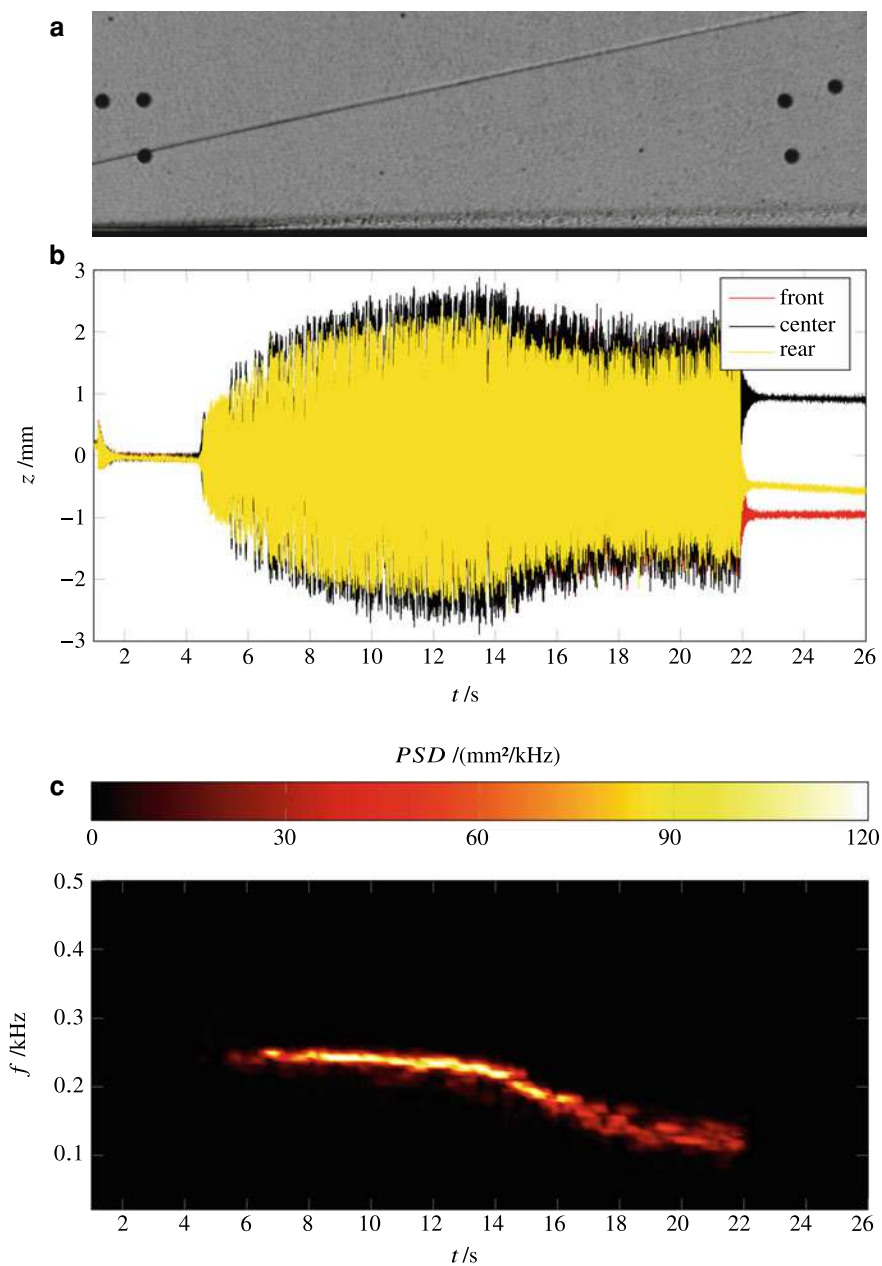 a
b
3
2
1
0
−1
−2
−3
z /mm
front
center
rear
2 4 6 8 10 12 14 16 18 20 22 24 26
t /s
PSD /(mm²/kHz)
c
0 30 60 90 120
0.5
0.4
0.3
0.2
0.1
f /kHz
2 4 6 8 10 12 14 16 18 20 22 24 26
t /s